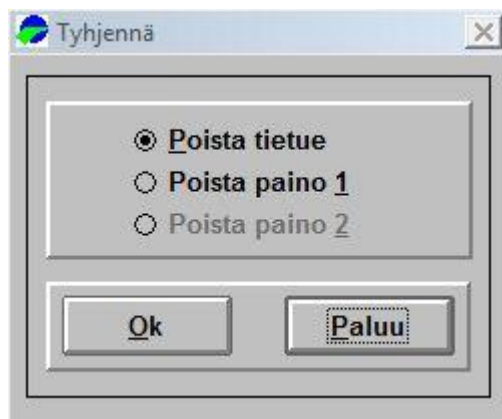 Tyhjennä
Poista tietue
Poista paino 1
Poista paino 2
Ok
Paluu